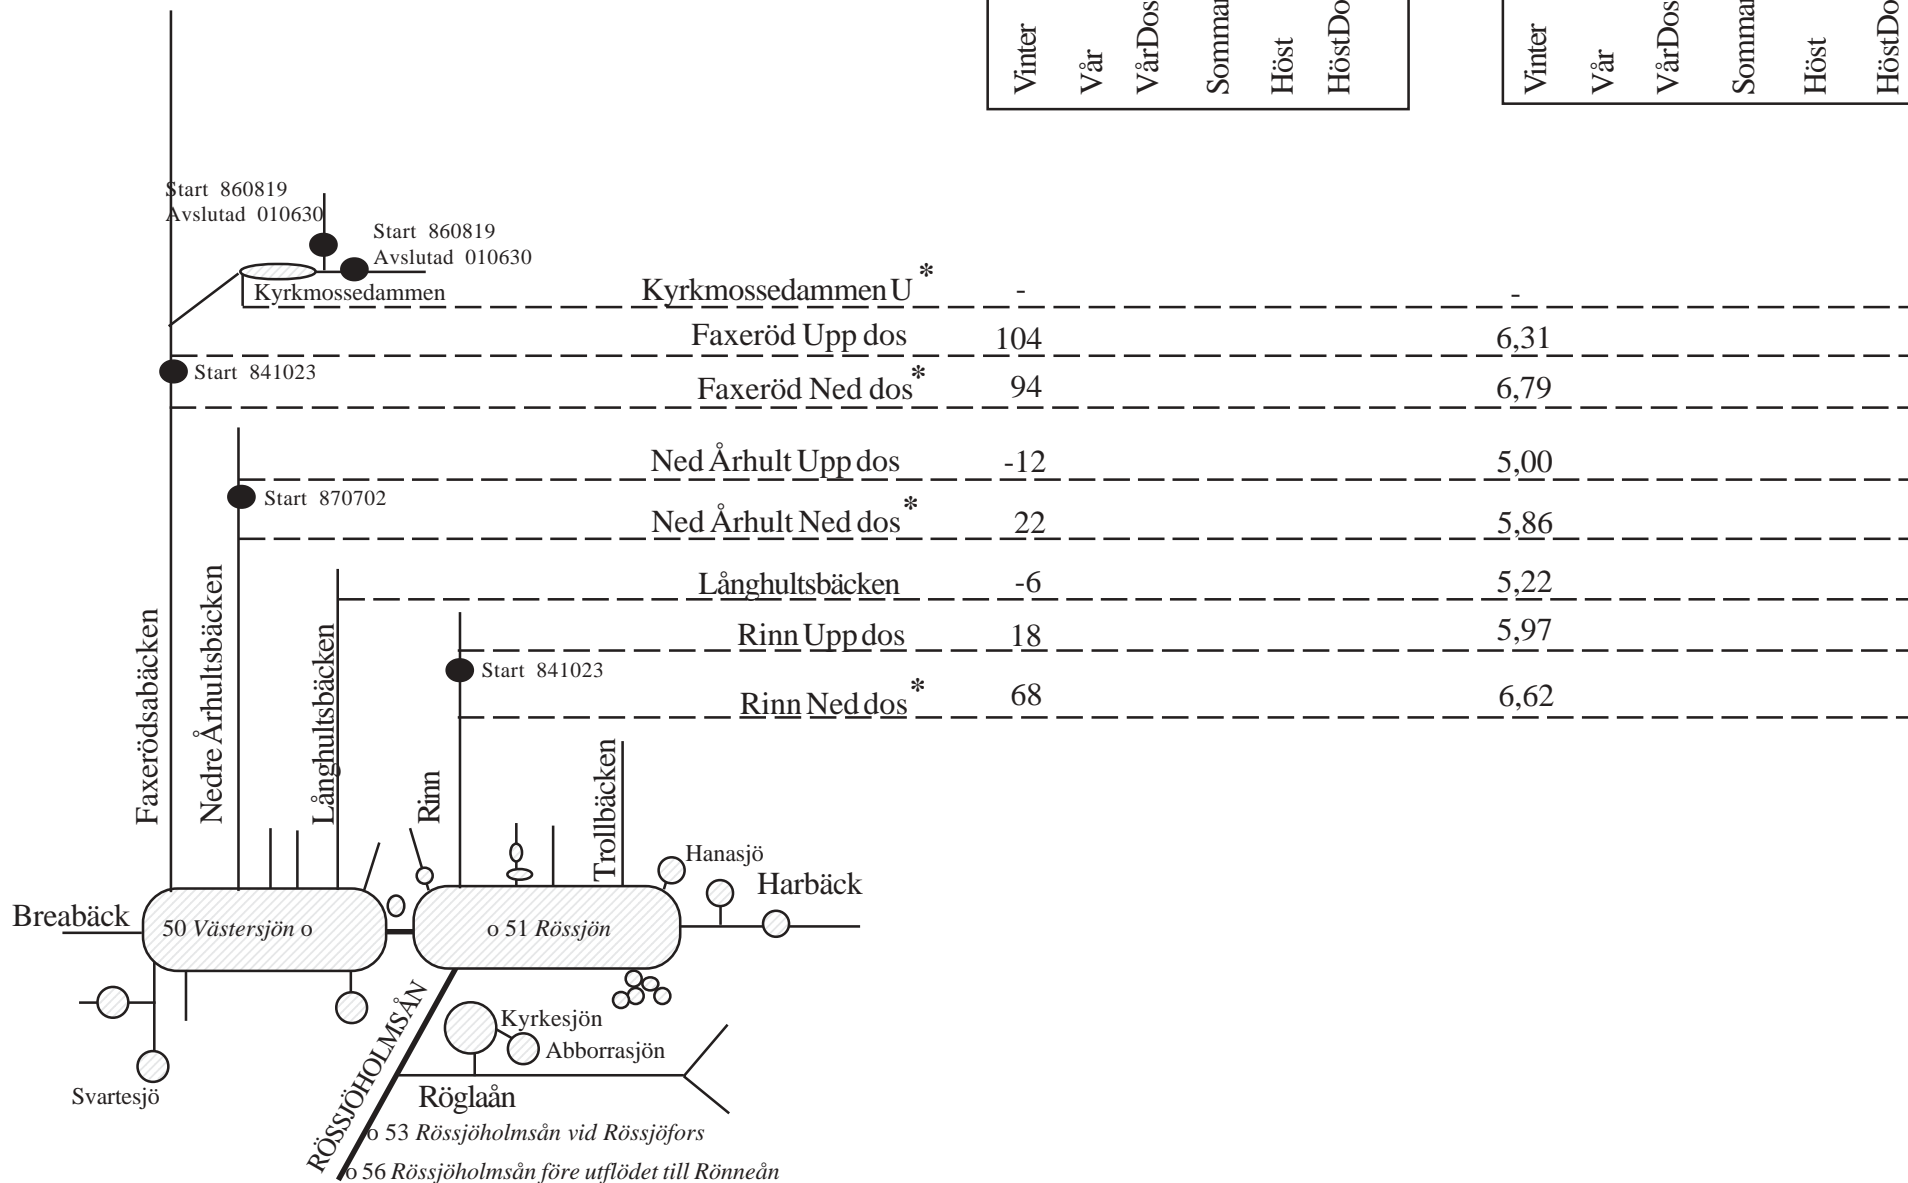 Vinter Vår VårDos Sommar Höst HöstDo Vinter Vår VårDos Somma Höst HöstDo
Start 860819
Avslutad 010630
Start 860819
Avslutad 010630
Kyrkmossedammen
Kyrkmossedammen U * - -
Faxeröd Upp dos 104 6,31
Start 841023
Faxeröd Ned dos* 94 6,79
Ned Århult Upp dos -12 5,00
Start 870702
Ned Århult Ned dos* 22 5,86
Långhultsbäcken -6 5,22
Rinn Upp dos 18 5,97
Start 841023
Rinn Ned dos* 68 6,62
Faxerödsabäcken
Nedre Århultsbäcken
Långhultsbäcken
Rinn
Trollbäcken
Hanasjö
Harbäck
Breabäck
50 Västersjön o
o 51 Rössjön
RÖSSJÖHOLMSÅN
Kyrkesjön
Abborrasjön
Svartesjö
Röglaån
o 53 Rössjöholmsån vid Rössjöfors
o 56 Rössjöholmsån före utflödet till Rönneån